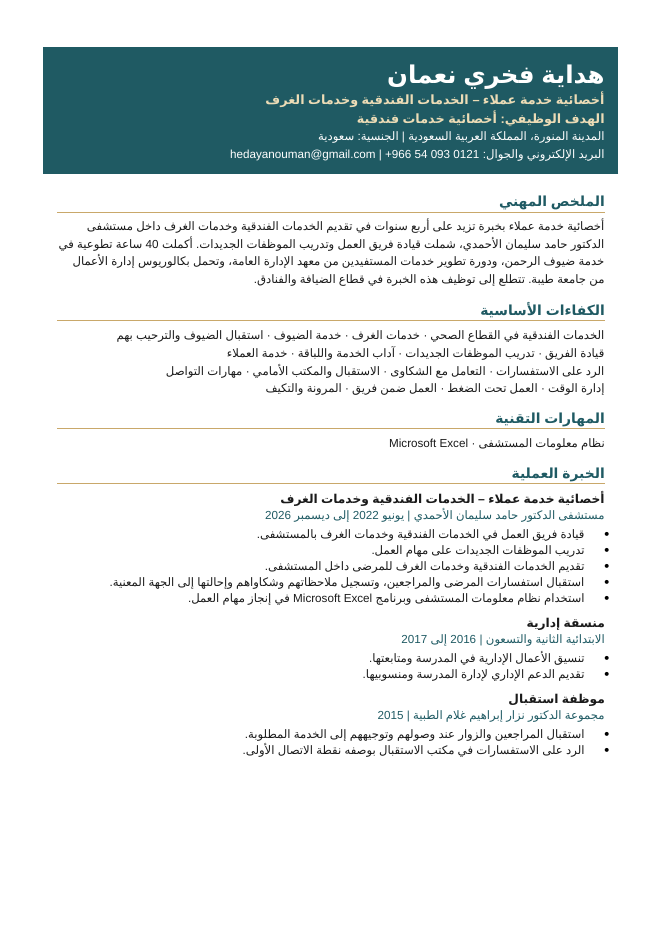 هداية فخري نعمان
أخصائية خدمة عملاء – الخدمات الفندقية وخدمات الغرف
الهدف الوظيفي: أخصائية خدمات فندقية
المدينة المنورة، المملكة العربية السعودية | الجنسية: سعودية
البريد الإلكتروني والجوال: hedayanouman@gmail.com | +966 54 093 0121
الملخص المهني
أخصائية خدمة عملاء بخبرة تزيد على أربع سنوات في تقديم الخدمات الفندقية وخدمات الغرف داخل مستشفى
الدكتور حامد سليمان الأحمدي، شملت قيادة فريق العمل وتدريب الموظفات الجديدات. أكملت 40 ساعة تطوعية في
خدمة ضيوف الرحمن، ودورة تطوير خدمات المستفيدين من معهد الإدارة العامة، وتحمل بكالوريوس إدارة الأعمال
من جامعة طيبة. تتطلع إلى توظيف هذه الخبرة في قطاع الضيافة والفنادق.
الكفاءات الأساسية
الخدمات الفندقية في القطاع الصحي · خدمات الغرف · خدمة الضيوف · استقبال الضيوف والترحيب بهم
قيادة الفريق · تدريب الموظفات الجديدات · آداب الخدمة واللباقة · خدمة العملاء
الرد على الاستفسارات · التعامل مع الشكاوى · الاستقبال والمكتب الأمامي · مهارات التواصل
إدارة الوقت · العمل تحت الضغط · العمل ضمن فريق · المرونة والتكيف
المهارات التقنية
نظام معلومات المستشفى · Microsoft Excel
الخبرة العملية
أخصائية خدمة عملاء – الخدمات الفندقية وخدمات الغرف
مستشفى الدكتور حامد سليمان الأحمدي | يونيو 2022 إلى ديسمبر 2026
• قيادة فريق العمل في الخدمات الفندقية وخدمات الغرف بالمستشفى.
• تدريب الموظفات الجديدات على مهام العمل.
• تقديم الخدمات الفندقية وخدمات الغرف للمرضى داخل المستشفى.
• استقبال استفسارات المرضى والمراجعين، وتسجيل ملاحظاتهم وشكاواهم وإحالتها إلى الجهة المعنية.
• استخدام نظام معلومات المستشفى وبرنامج Microsoft Excel في إنجاز مهام العمل.
منسقة إدارية
الابتدائية الثانية والتسعون | 2016 إلى 2017
• تنسيق الأعمال الإدارية في المدرسة ومتابعتها.
• تقديم الدعم الإداري لإدارة المدرسة ومنسوبيها.
موظفة استقبال
مجموعة الدكتور نزار إبراهيم غلام الطبية | 2015
• استقبال المراجعين والزوار عند وصولهم وتوجيههم إلى الخدمة المطلوبة.
• الرد على الاستفسارات في مكتب الاستقبال بوصفه نقطة الاتصال الأولى.